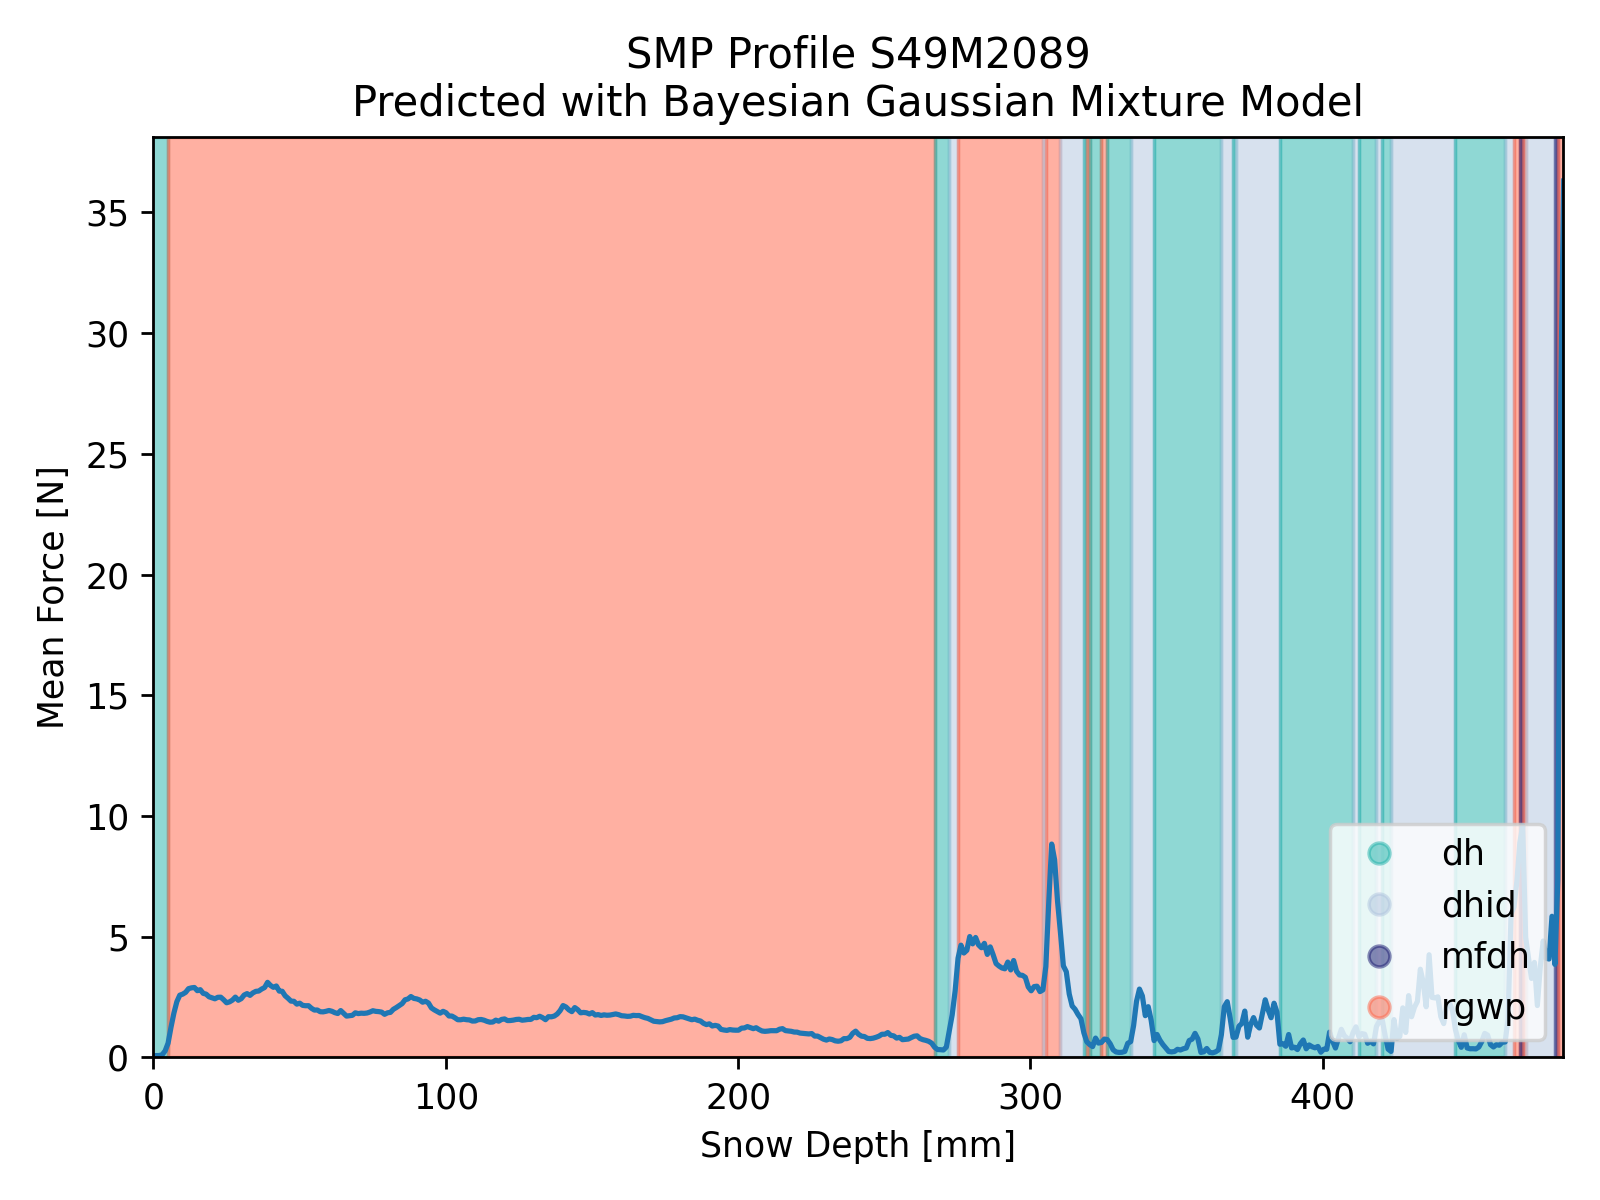 SMP Profile S49M2089
Predicted with Bayesian Gaussian Mixture Model
35
30
25
20
15
10
5
0
Mean Force [N]
dh
dhid
mfdh
rgwp
0 100 200 300 400
Snow Depth [mm]